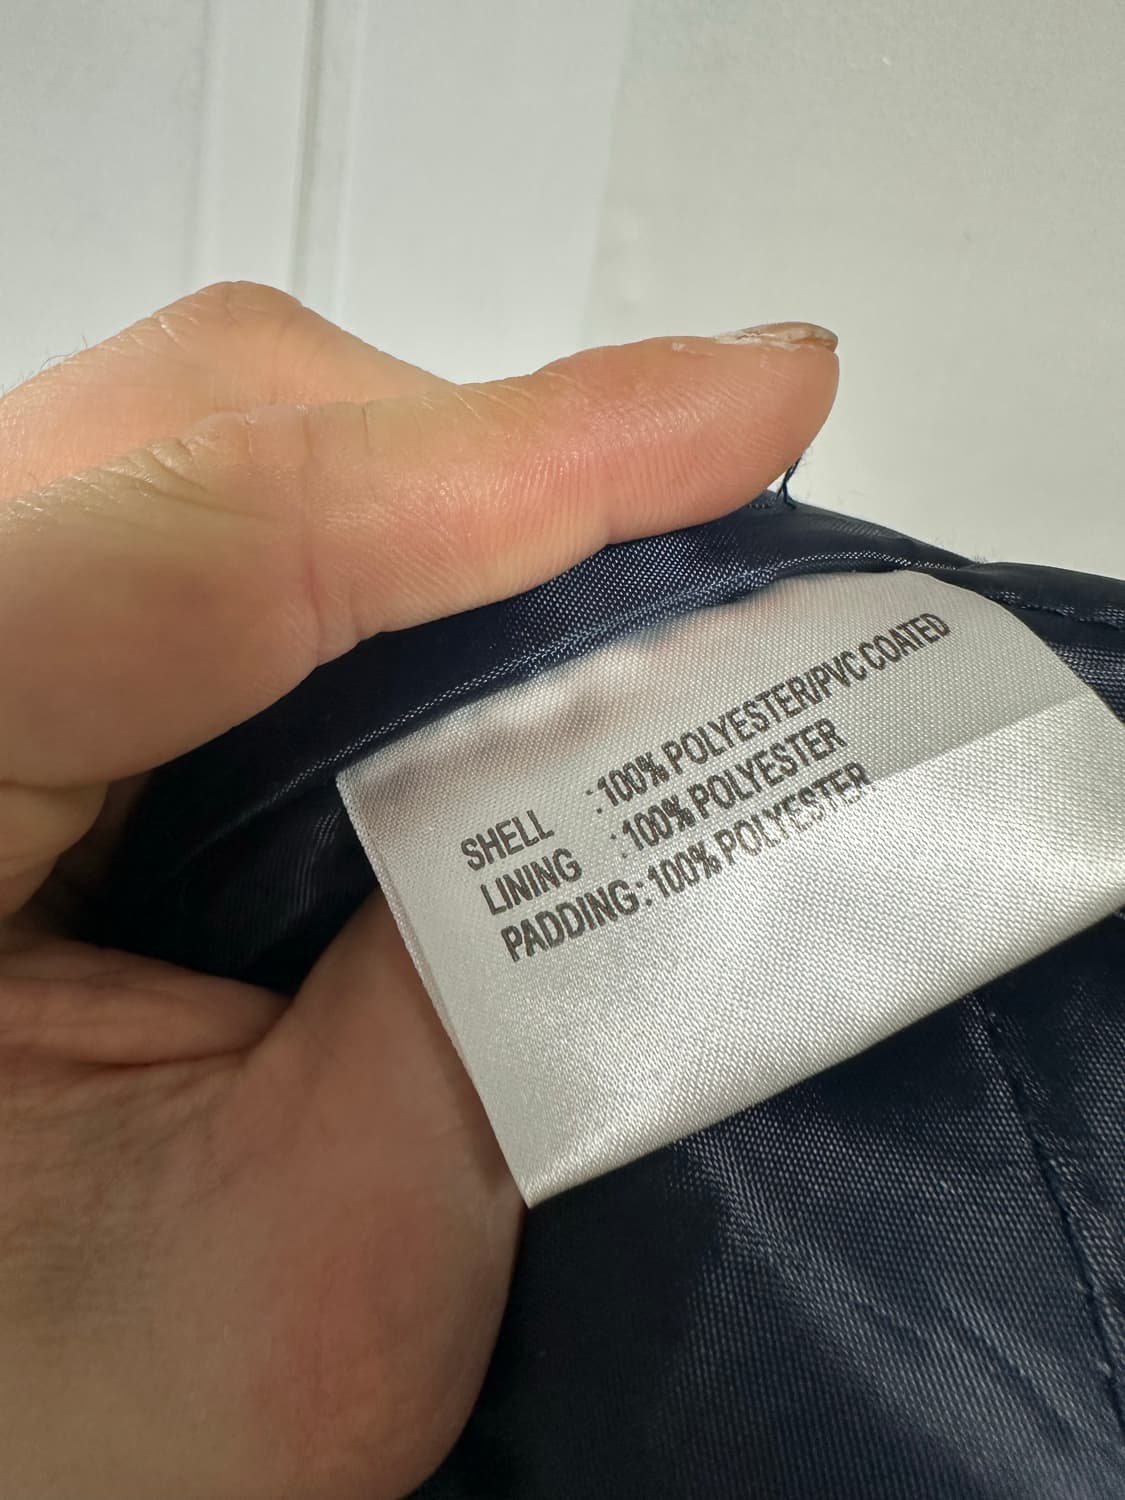 SHELL :100% POLYESTER/PVC COATED
LINING :100% POLYESTER
PADDING:100% POLYESTER